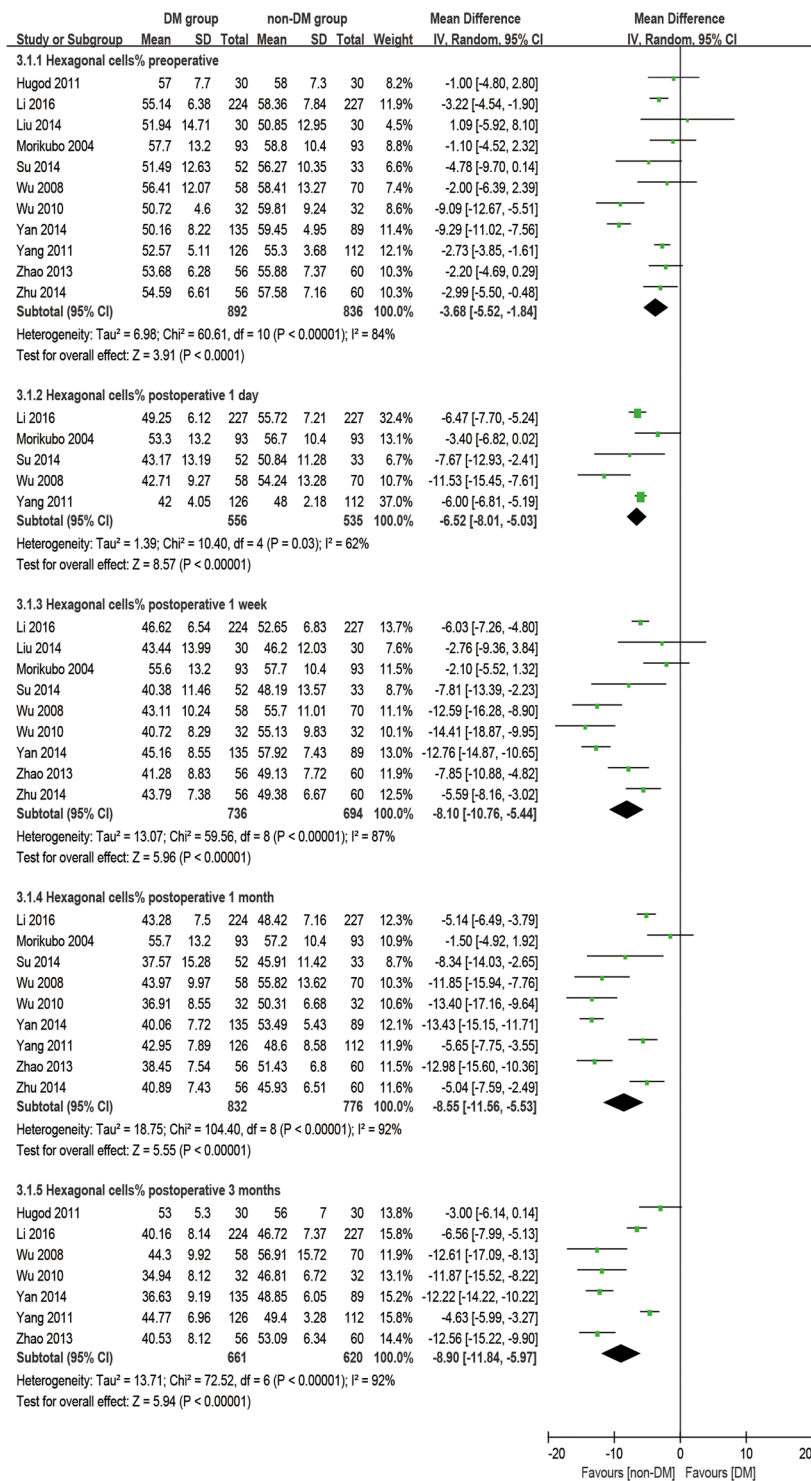 DM group non-DM group Mean Difference Mean Difference
Study or Subgroup Mean SD Total Mean SD Total Weight IV, Random, 95% CI IV, Random, 95% CI
3.1.1 Hexagonal cells% preoperative
Hugod 2011 57 7.7 30 58 7.3 30 8.2% -1.00 [-4.80, 2.80]
Li 2016 55.14 6.38 224 58.36 7.84 227 11.9% -3.22 [-4.54, -1.90]
Liu 2014 51.94 14.71 30 50.85 12.95 30 4.5% 1.09 [-5.92, 8.10]
Morikubo 2004 57.7 13.2 93 58.8 10.4 93 8.8% -1.10 [-4.52, 2.32]
Su 2014 51.49 12.63 52 56.27 10.35 33 6.7% -4.78 [-9.70, 0.14]
Wu 2008 56.41 12.07 58 58.41 13.27 70 7.4% -2.00 [-6.39, 2.39]
Wu 2010 50.72 4.6 32 59.81 9.24 32 8.6% -9.09 [-12.67, -5.51]
Yan 2014 50.16 8.22 135 59.45 4.95 89 11.4% -9.29 [-11.02, -7.56]
Yang 2011 52.57 5.11 126 55.3 3.68 112 12.1% -2.73 [-3.85, -1.61]
Zhao 2013 53.68 6.28 56 55.88 7.37 60 10.3% -2.20 [-4.69, 0.29]
Zhu 2014 54.59 6.61 56 57.58 7.16 60 10.3% -2.99 [-5.50, -0.48]
Subtotal (95% CI) 892 836 100.0% -3.68 [-5.52, -1.84]
Heterogeneity: Tau² = 6.98; Chi² = 60.61, df = 10 (P < 0.00001); I² = 84%
Test for overall effect: Z = 3.91 (P < 0.0001)
3.1.2 Hexagonal cells% postoperative 1 day
Li 2016 49.25 6.12 227 55.72 7.21 227 32.4% -6.47 [-7.70, -5.24]
Morikubo 2004 53.3 13.2 93 56.7 10.4 93 13.1% -3.40 [-6.82, 0.02]
Su 2014 43.17 13.19 52 50.84 11.28 33 6.7% -7.67 [-12.93, -2.41]
Wu 2008 42.71 9.27 58 54.24 13.28 70 10.7% -11.53 [-15.45, -7.61]
Yang 2011 42 4.05 126 48 2.18 112 37.0% -6.00 [-6.81, -5.19]
Subtotal (95% CI) 556 535 100.0% -6.52 [-8.01, -5.03]
Heterogeneity: Tau² = 1.39; Chi² = 10.40, df = 4 (P = 0.03); I² = 62%
Test for overall effect: Z = 8.57 (P < 0.00001)
3.1.3 Hexagonal cells% postoperative 1 week
Li 2016 46.62 6.54 224 52.65 6.83 227 13.7% -6.03 [-7.26, -4.80]
Liu 2014 43.44 13.99 30 46.2 12.03 30 7.6% -2.76 [-9.36, 3.84]
Morikubo 2004 55.6 13.2 93 57.7 10.4 93 11.5% -2.10 [-5.52, 1.32]
Su 2014 40.38 11.46 52 48.19 13.57 33 8.7% -7.81 [-13.39, -2.23]
Wu 2008 43.11 10.24 58 55.7 11.01 70 11.1% -12.59 [-16.28, -8.90]
Wu 2010 40.72 8.29 32 55.13 9.83 32 10.1% -14.41 [-18.87, -9.95]
Yan 2014 45.16 8.55 135 57.92 7.43 89 13.0% -12.76 [-14.87, -10.65]
Zhao 2013 41.28 8.83 56 49.13 7.72 60 11.9% -7.85 [-10.88, -4.82]
Zhu 2014 43.79 7.38 56 49.38 6.67 60 12.5% -5.59 [-8.16, -3.02]
Subtotal (95% CI) 736 694 100.0% -8.10 [-10.76, -5.44]
Heterogeneity: Tau² = 13.07; Chi² = 59.56, df = 8 (P < 0.00001); I² = 87%
Test for overall effect: Z = 5.96 (P < 0.00001)
3.1.4 Hexagonal cells% postoperative 1 month
Li 2016 43.28 7.5 224 48.42 7.16 227 12.3% -5.14 [-6.49, -3.79]
Morikubo 2004 55.7 13.2 93 57.2 10.4 93 10.9% -1.50 [-4.92, 1.92]
Su 2014 37.57 15.28 52 45.91 11.42 33 8.7% -8.34 [-14.03, -2.65]
Wu 2008 43.97 9.97 58 55.82 13.62 70 10.3% -11.85 [-15.94, -7.76]
Wu 2010 36.91 8.55 32 50.31 6.68 32 10.6% -13.40 [-17.16, -9.64]
Yan 2014 40.06 7.72 135 53.49 5.43 89 12.1% -13.43 [-15.15, -11.71]
Yang 2011 42.95 7.89 126 48.6 8.58 112 11.9% -5.65 [-7.75, -3.55]
Zhao 2013 38.45 7.54 56 51.43 6.8 60 11.5% -12.98 [-15.60, -10.36]
Zhu 2014 40.89 7.43 56 45.93 6.51 60 11.6% -5.04 [-7.59, -2.49]
Subtotal (95% CI) 832 776 100.0% -8.55 [-11.56, -5.53]
Heterogeneity: Tau² = 18.75; Chi² = 104.40, df = 8 (P < 0.00001); I² = 92%
Test for overall effect: Z = 5.55 (P < 0.00001)
3.1.5 Hexagonal cells% postoperative 3 months
Hugod 2011 53 5.3 30 56 7 30 13.8% -3.00 [-6.14, 0.14]
Li 2016 40.16 8.14 224 46.72 7.37 227 15.8% -6.56 [-7.99, -5.13]
Wu 2008 44.3 9.92 58 56.91 15.72 70 11.9% -12.61 [-17.09, -8.13]
Wu 2010 34.94 8.12 32 46.81 6.72 32 13.1% -11.87 [-15.52, -8.22]
Yan 2014 36.63 9.19 135 48.85 6.05 89 15.2% -12.22 [-14.22, -10.22]
Yang 2011 44.77 6.96 126 49.4 3.28 112 15.8% -4.63 [-5.99, -3.27]
Zhao 2013 40.53 8.12 56 53.09 6.34 60 14.4% -12.56 [-15.22, -9.90]
Subtotal (95% CI) 661 620 100.0% -8.90 [-11.84, -5.97]
Heterogeneity: Tau² = 13.71; Chi² = 72.52, df = 6 (P < 0.00001); I² = 92%
Test for overall effect: Z = 5.94 (P < 0.00001)
-20 -10 0 10 20
Favours [non-DM] Favours [DM]